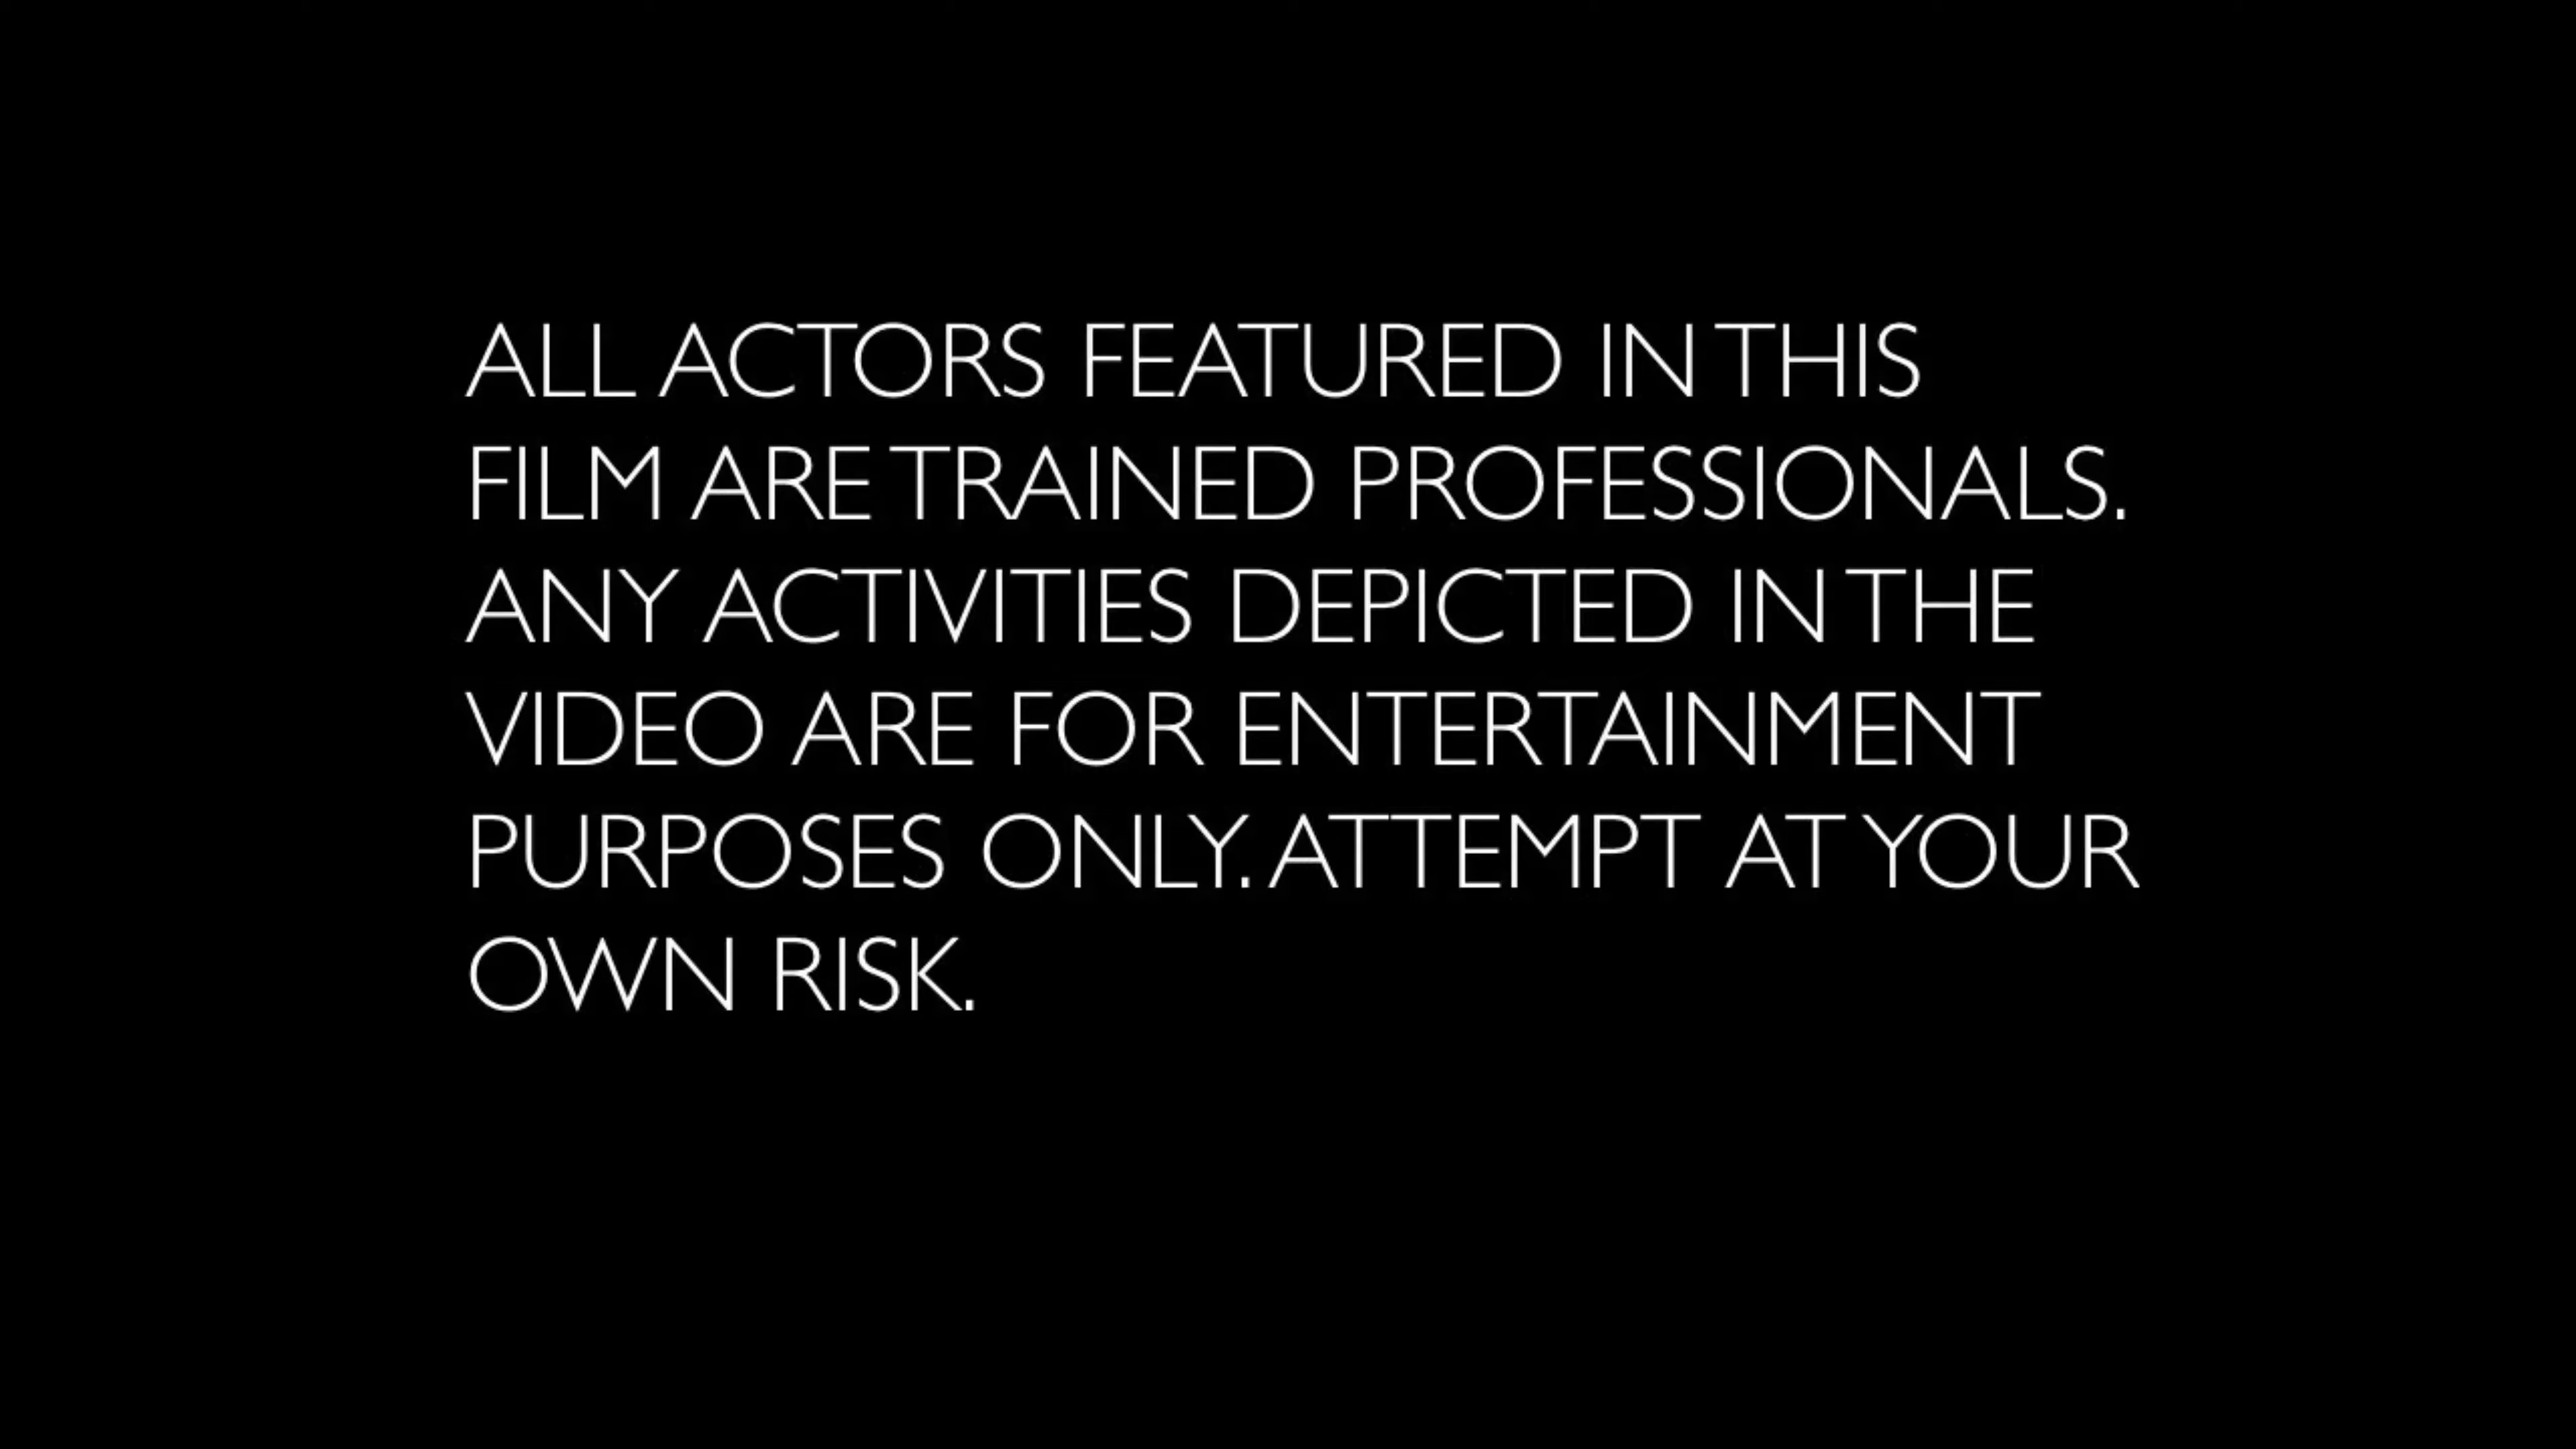 ALL ACTORS FEATURED IN THIS
FILM ARE TRAINED PROFESSIONALS.
ANY ACTIVITIES DEPICTED IN THE
VIDEO ARE FOR ENTERTAINMENT
PURPOSES ONLY. ATTEMPT AT YOUR
OWN RISK.